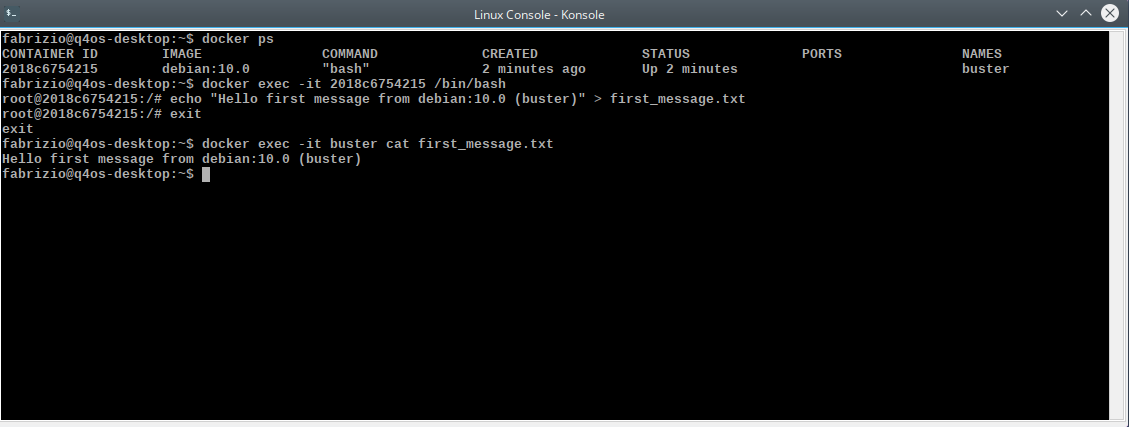 Linux Console - Konsole
fabrizio@q4os-desktop:~$ docker ps
CONTAINER ID        IMAGE               COMMAND             CREATED             STATUS              PORTS               NAMES
2018c6754215        debian:10.0         "bash"              2 minutes ago       Up 2 minutes                            buster
fabrizio@q4os-desktop:~$ docker exec -it 2018c6754215 /bin/bash
root@2018c6754215:/# echo "Hello first message from debian:10.0 (buster)" > first_message.txt
root@2018c6754215:/# exit
exit
fabrizio@q4os-desktop:~$ docker exec -it buster cat first_message.txt
Hello first message from debian:10.0 (buster)
fabrizio@q4os-desktop:~$